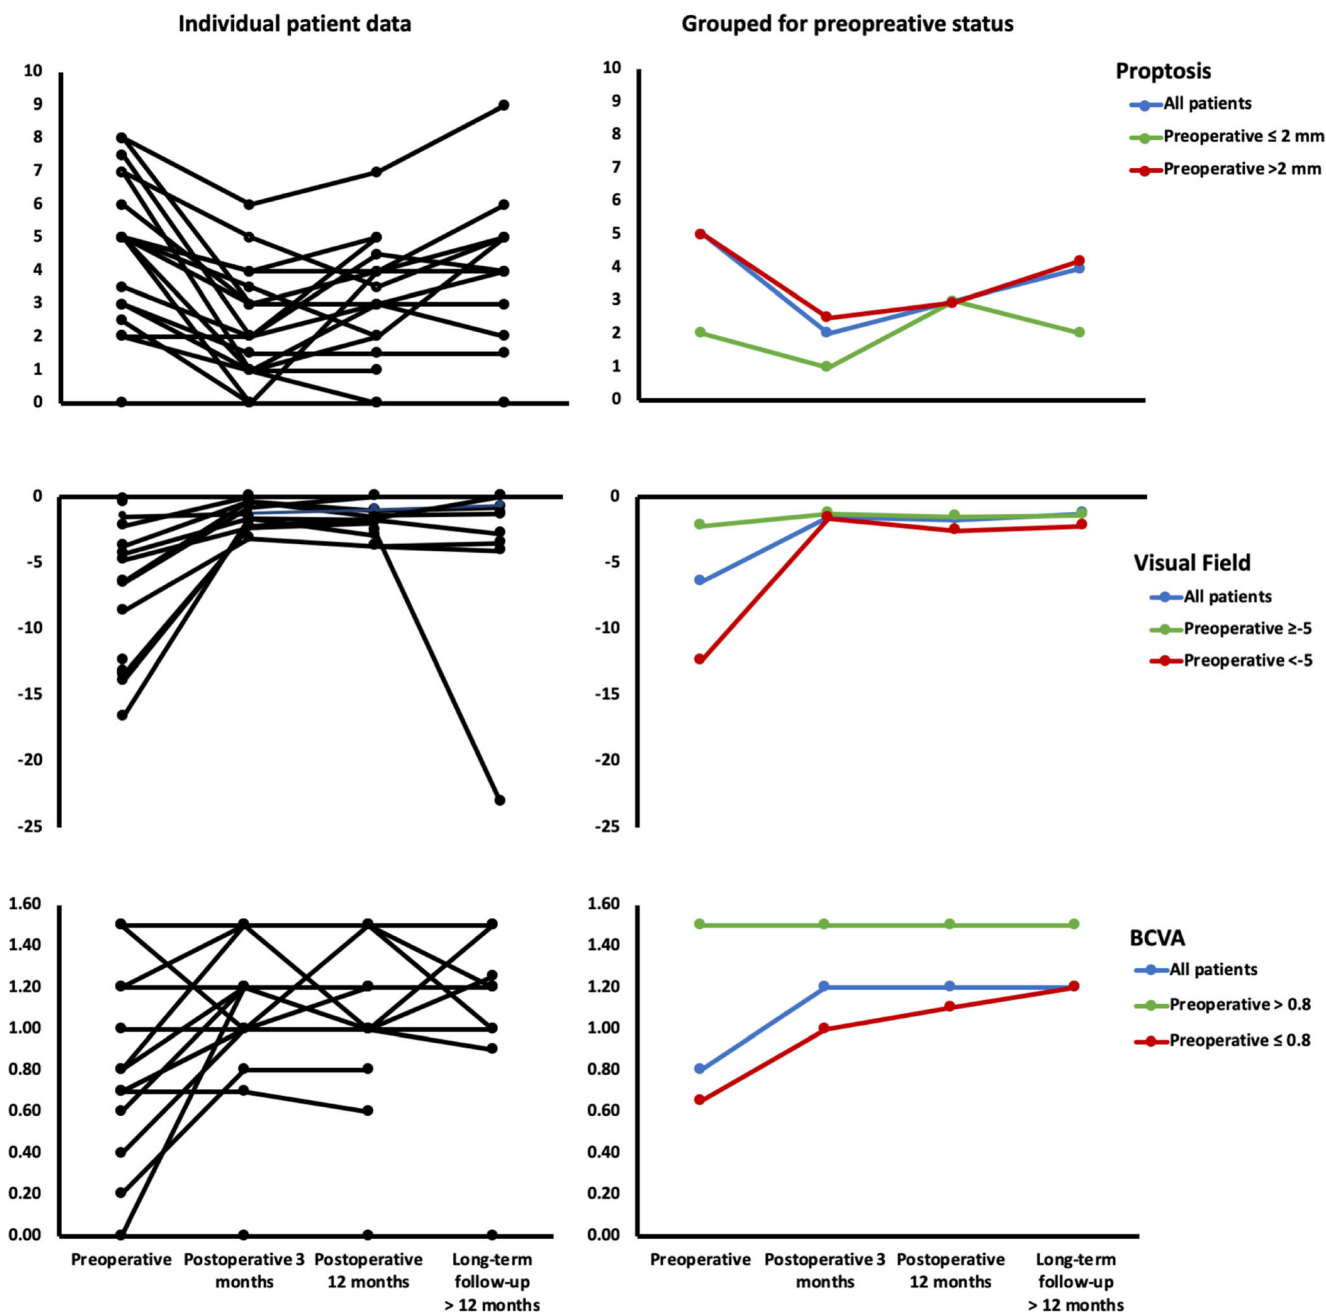 Individual patient data
Grouped for preopreative status
10
9
8
7
6
5
4
3
2
1
0
10
9
8
7
6
5
4
3
2
1
0
Proptosis
All patients
Preoperative ≤ 2 mm
Preoperative >2 mm
0
-5
-10
-15
-20
-25
0
-5
-10
-15
-20
-25
Visual Field
All patients
Preoperative ≥-5
Preoperative <-5
1.60
1.40
1.20
1.00
0.80
0.60
0.40
0.20
0.00
1.60
1.40
1.20
1.00
0.80
0.60
0.40
0.20
0.00
BCVA
All patients
Preoperative > 0.8
Preoperative ≤ 0.8
Preoperative
Postoperative 3
months
Postoperative
12 months
Long-term
follow-up
> 12 months
Preoperative
Postoperative 3
months
Postoperative
12 months
Long-term
follow-up
> 12 months